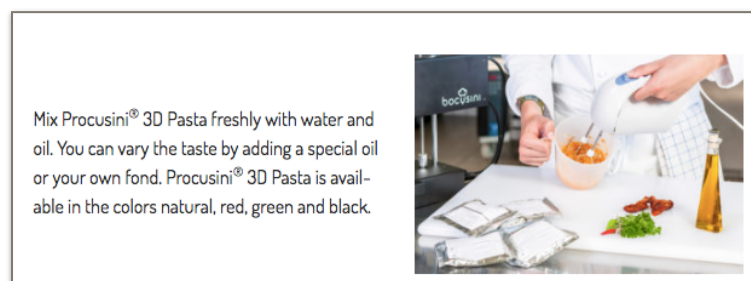 Mix Procusini® 3D Pasta freshly with water and
oil. You can vary the taste by adding a special oil
or your own fond. Procusini® 3D Pasta is avail-
able in the colors natural, red, green and black.
bocusini